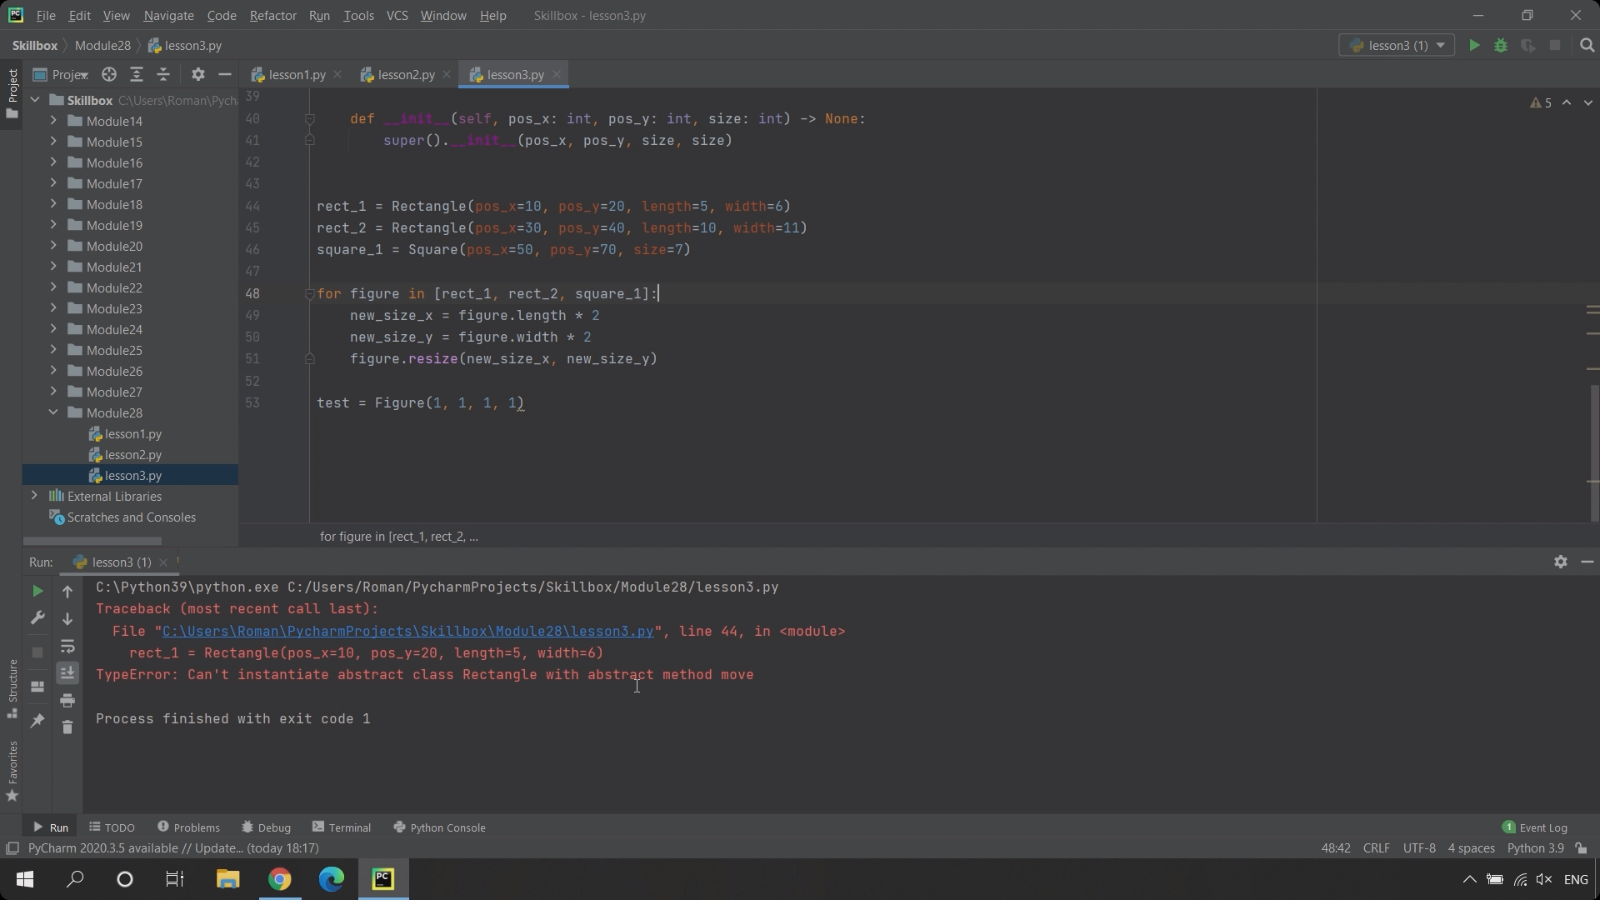 File Edit View Navigate Code Refactor Run Tools VCS Window Help Skillbox - lesson3.py
Skillbox Module28 lesson3.py lesson3 (1)
Project
lesson1.py lesson2.py lesson3.py
Skillbox C:\Users\Roman\Pych
Module14
Module15
Module16
Module17
Module18
Module19
Module20
Module21
Module22
Module23
Module24
Module25
Module26
Module27
Module28
lesson1.py
lesson2.py
lesson3.py
External Libraries
Scratches and Consoles
5
39
40 def __init__(self, pos_x: int, pos_y: int, size: int) -> None:
41 super().__init__(pos_x, pos_y, size, size)
42
43
44 rect_1 = Rectangle(pos_x=10, pos_y=20, length=5, width=6)
45 rect_2 = Rectangle(pos_x=30, pos_y=40, length=10, width=11)
46 square_1 = Square(pos_x=50, pos_y=70, size=7)
47
48 for figure in [rect_1, rect_2, square_1]:
49 new_size_x = figure.length * 2
50 new_size_y = figure.width * 2
51 figure.resize(new_size_x, new_size_y)
52
53 test = Figure(1, 1, 1, 1)
for figure in [rect_1, rect_2, ...
Run: lesson3 (1)
C:\Python39\python.exe C:/Users/Roman/PycharmProjects/Skillbox/Module28/lesson3.py
Traceback (most recent call last):
File "C:\Users\Roman\PycharmProjects\Skillbox\Module28\lesson3.py", line 44, in <module>
rect_1 = Rectangle(pos_x=10, pos_y=20, length=5, width=6)
TypeError: Can't instantiate abstract class Rectangle with abstract method move
Process finished with exit code 1
Structure
Favorites
Run TODO Problems Debug Terminal Python Console 1 Event Log
PyCharm 2020.3.5 available // Update... (today 18:17) 48:42 CRLF UTF-8 4 spaces Python 3.9
PC ENG